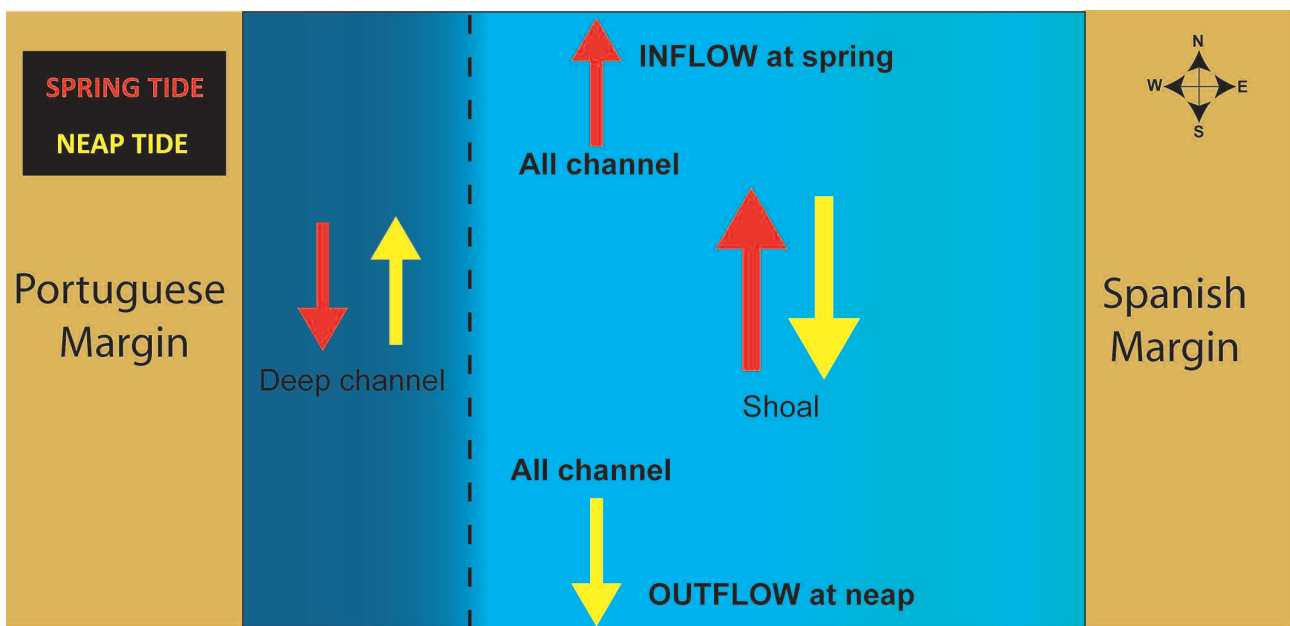 SPRING TIDE
NEAP TIDE
INFLOW at spring
All channel
N
W E
S
Portuguese
Margin
Deep channel
Shoal
Spanish
Margin
All channel
OUTFLOW at neap